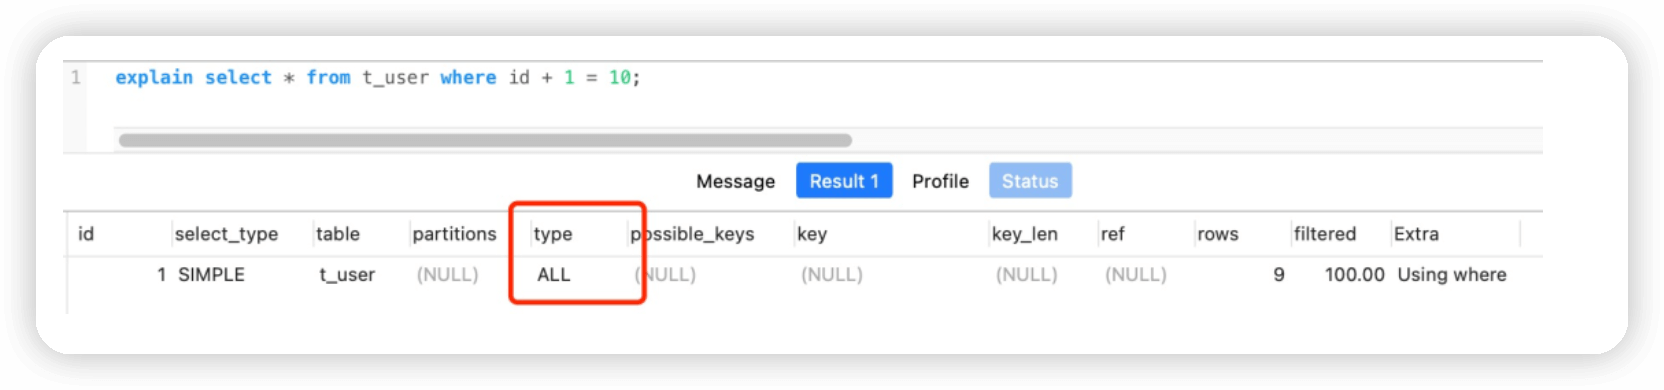 1 explain select * from t_user where id + 1 = 10;
Message Result 1 Profile Status
id select_type table partitions type possible_keys key key_len ref rows filtered Extra
1 SIMPLE t_user (NULL) ALL (NULL) (NULL) (NULL) (NULL) 9 100.00 Using where